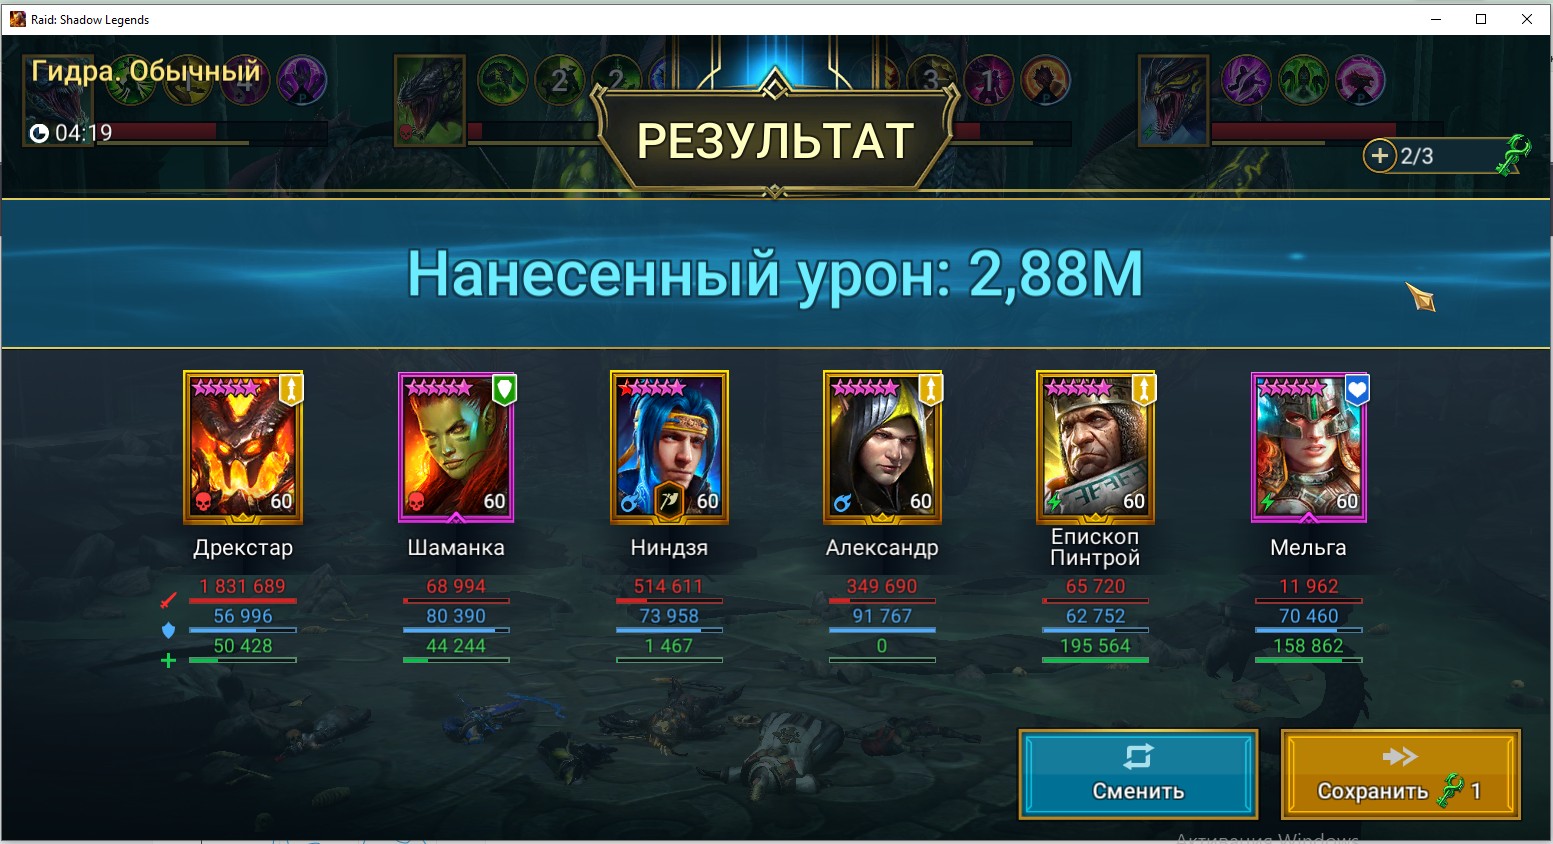 Raid: Shadow Legends
Гидра. Обычный
04:19
1 4 2 2 3 1
РЕЗУЛЬТАТ
2/3
Нанесенный урон: 2,88М
60 60 60 60 60 60
Дрекстар
Шаманка
Ниндзя
Александр
Епископ
Пинтрой
Мельга
1 831 689 68 994 514 611 349 690 65 720 11 962
56 996 80 390 73 958 91 767 62 752 70 460
50 428 44 244 1 467 0 195 564 158 862
Сменить
Сохранить 1
Активация Windows